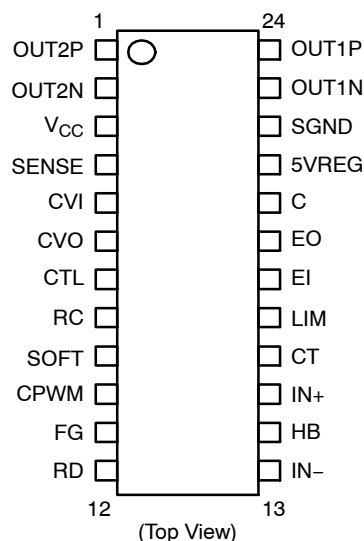 1 24
OUT2P OUT1P
OUT2N OUT1N
VCC SGND
SENSE 5VREG
CVI C
CVO EO
CTL EI
RC LIM
SOFT CT
CPWM IN+
FG HB
RD IN−
12 13
(Top View)